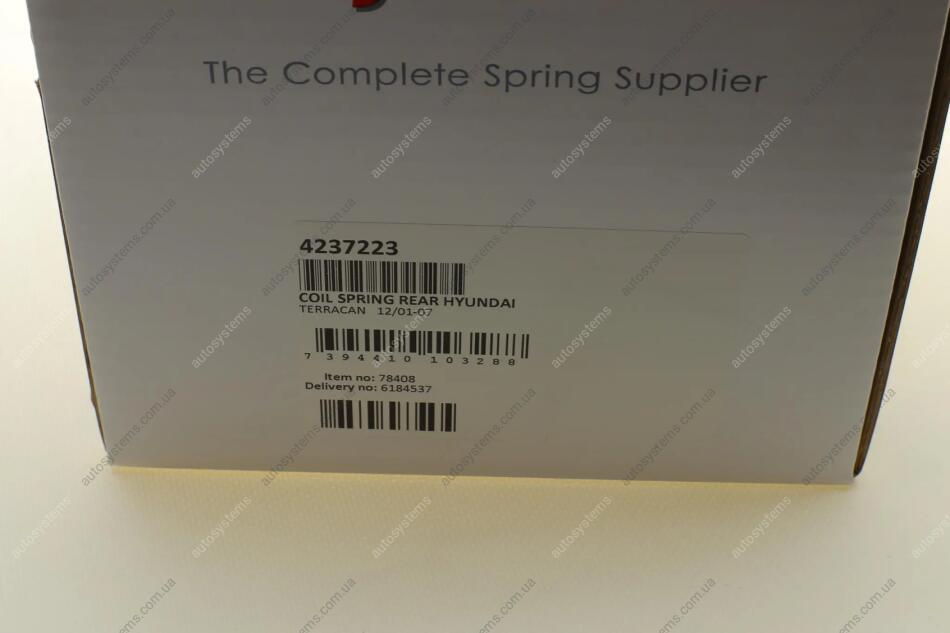 The Complete Spring Supplier
4237223
COIL SPRING REAR HYUNDAI
TERRACAN 12/01-07
7 394410 103288
Item no: 78408
Delivery no: 6184537
autosystems.com.ua